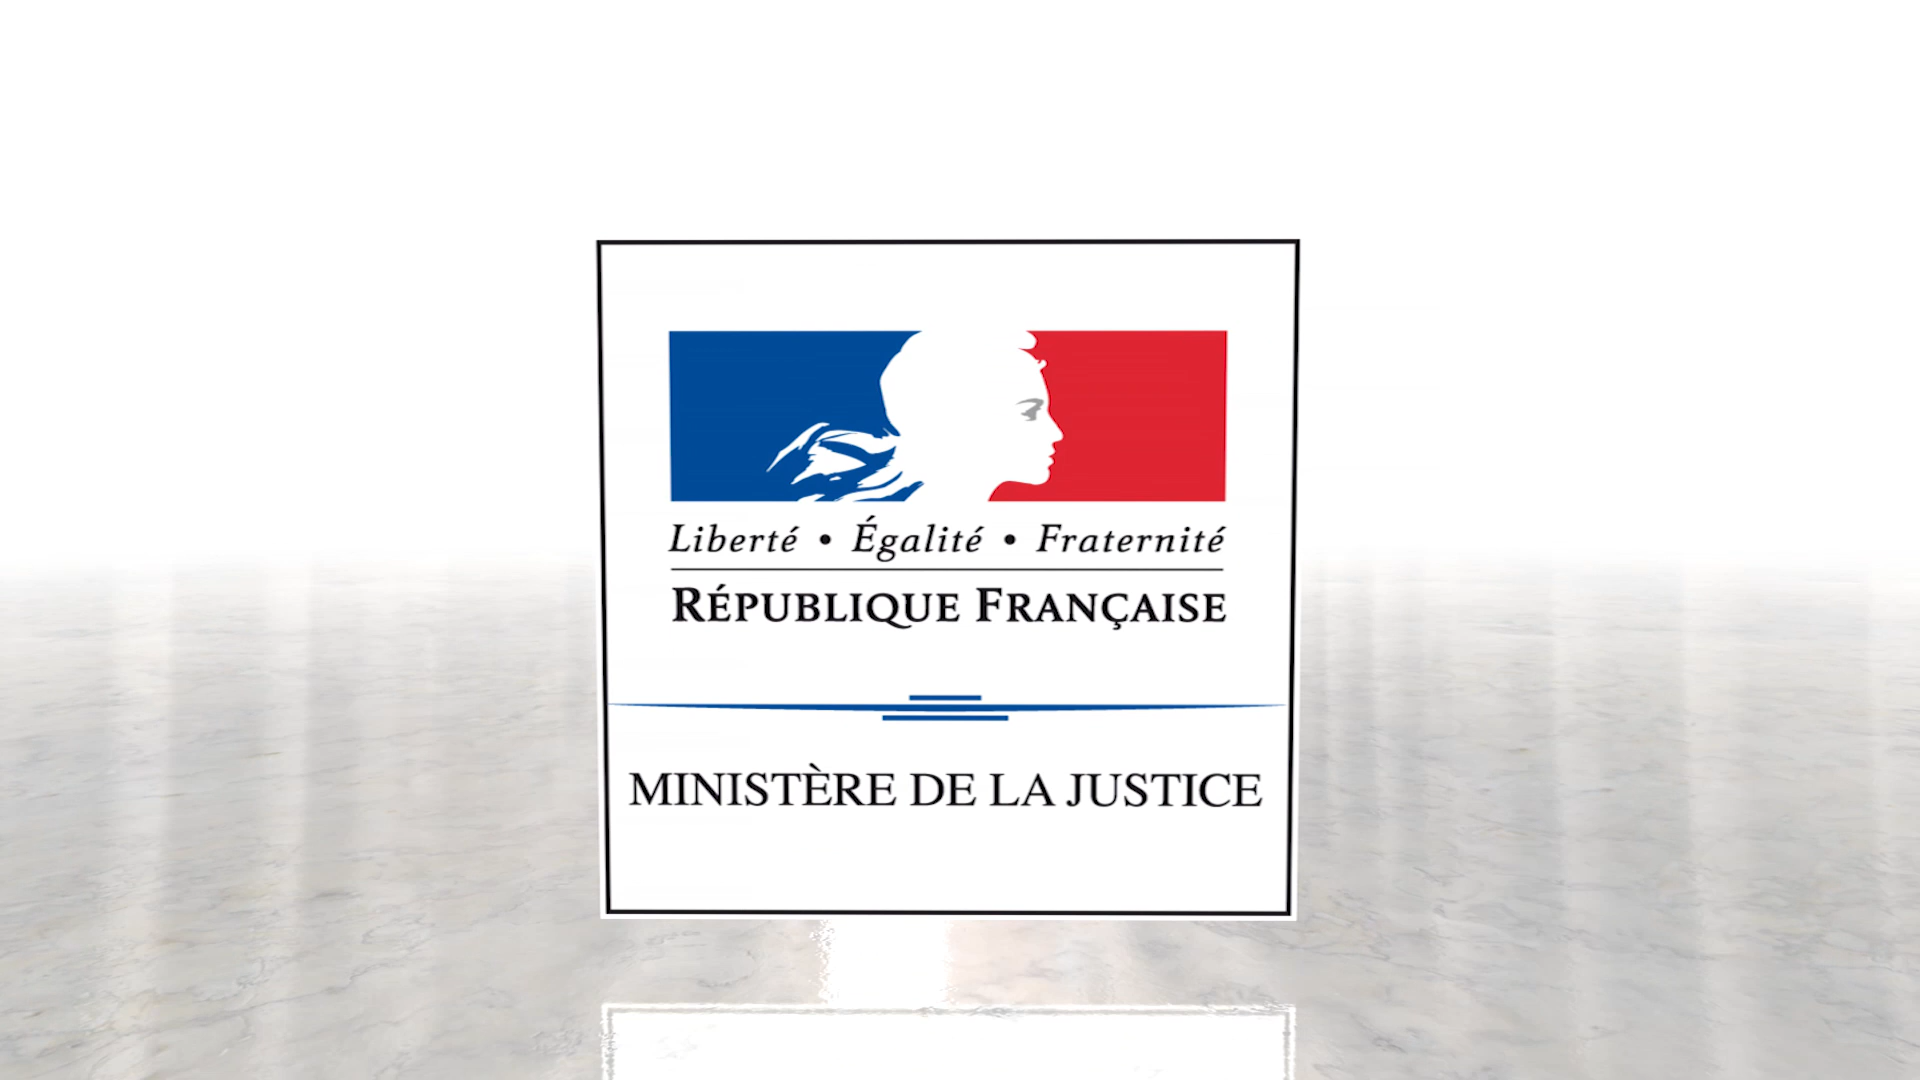 Liberté • Égalité • Fraternité
RÉPUBLIQUE FRANÇAISE
MINISTÈRE DE LA JUSTICE